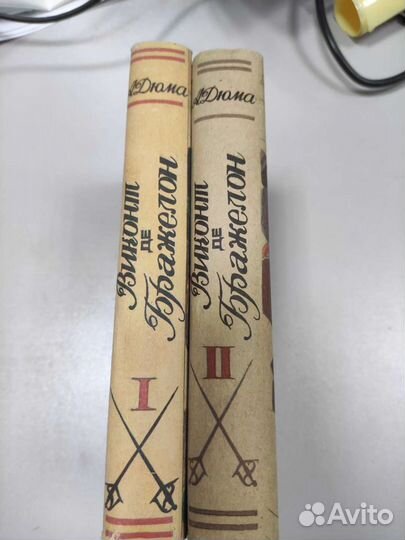 А.Дюма
Виконт
де
Бражелон
I
А.Дюма
Виконт
де
Бражелон
II
Avito